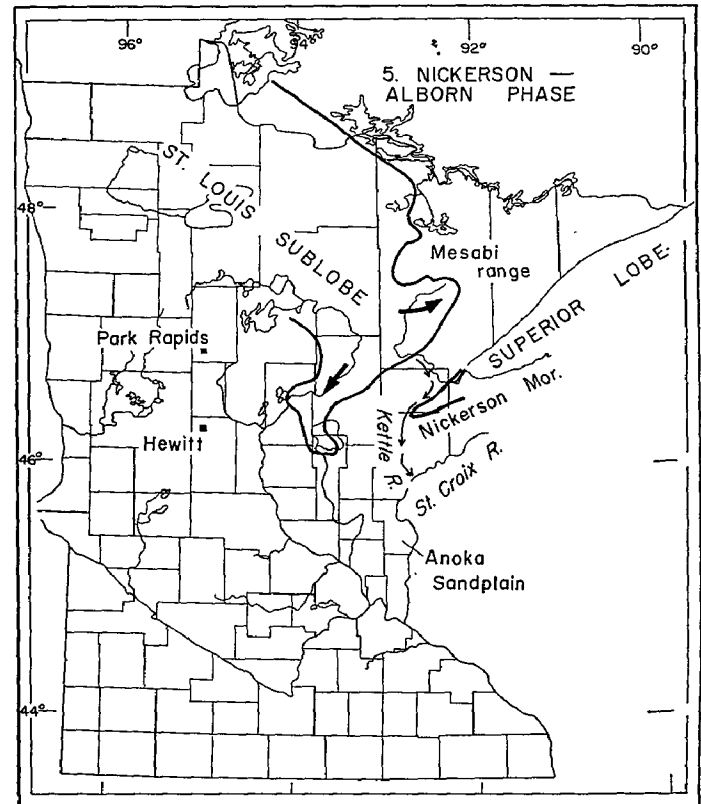 96°
94°
92°
90°
5. NICKERSON —
ALBORN PHASE
ST. LOUIS
SUBLOBE
48°
Mesabi
range
SUPERIOR LOBE
Park Rapids
Nickerson Mor.
Hewitt
Kettle R.
46°
St. Croix R.
Anoka
Sandplain
44°